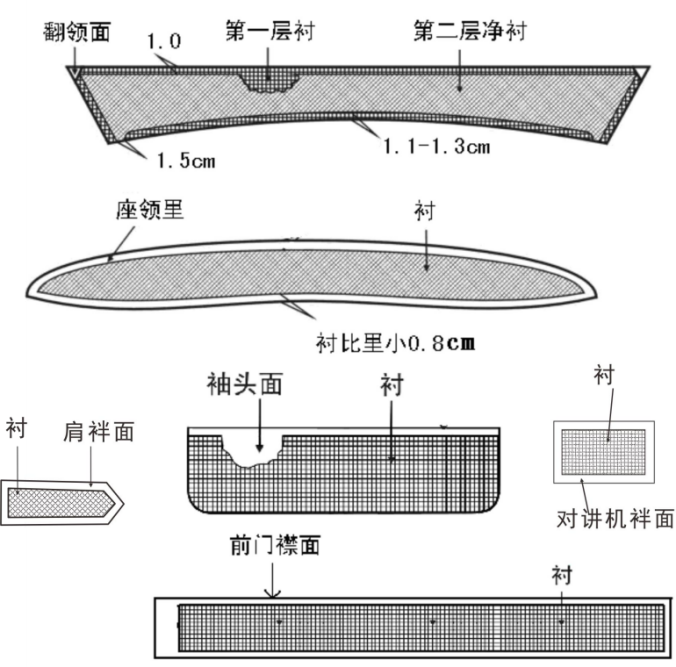 翻领面
1.0
第一层衬
第二层净衬
1.5cm
1.1-1.3cm
座领里
衬
衬比里小0.8cm
袖头面
衬
衬
衬
肩袢面
对讲机袢面
前门襟面
衬